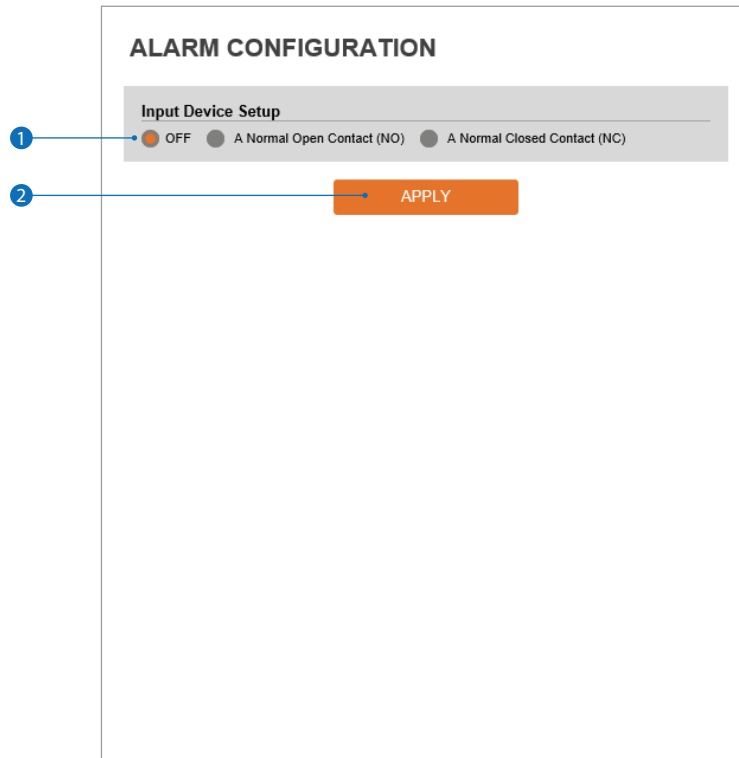 ALARM CONFIGURATION
Input Device Setup
1 OFF A Normal Open Contact (NO) A Normal Closed Contact (NC)
2 APPLY